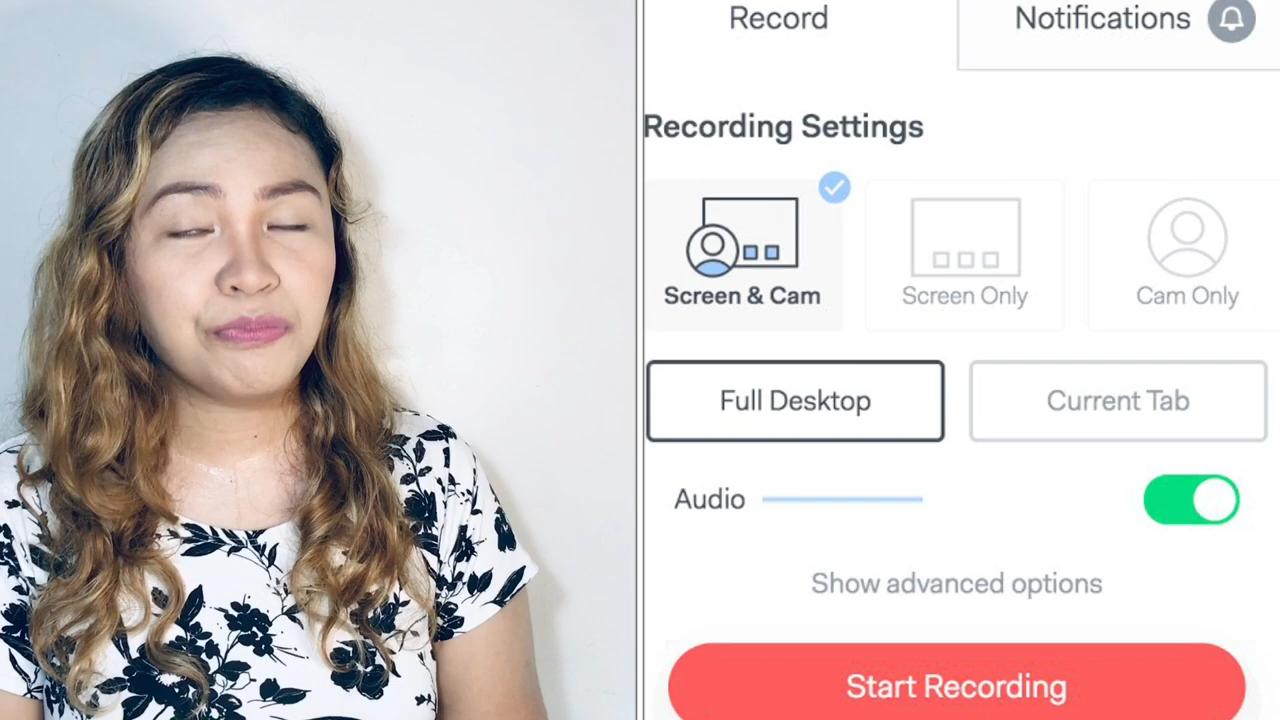 Record
Notifications
Recording Settings
Screen & Cam
Screen Only
Cam Only
Full Desktop
Current Tab
Audio
Show advanced options
Start Recording